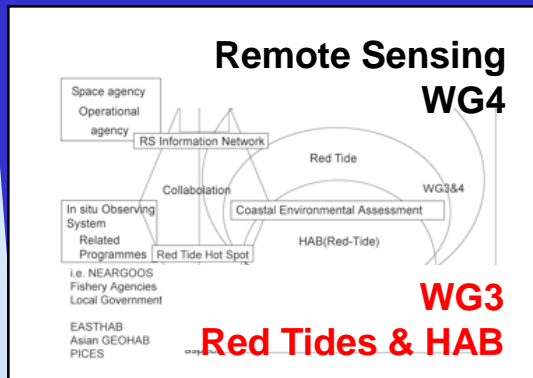 Remote Sensing
WG4
Space agency
Operational
agency
RS Information Network
Red Tide
Collabolation
WG3&4
In situ Observing
System
Related
Programmes
Coastal Environmental Assessment
HAB(Red-Tide)
Red Tide Hot Spot
i.e. NEARGOOS
Fishery Agencies
Local Government
EASTHAB
Asian GEOHAB
PICES
WG3
Red Tides & HAB